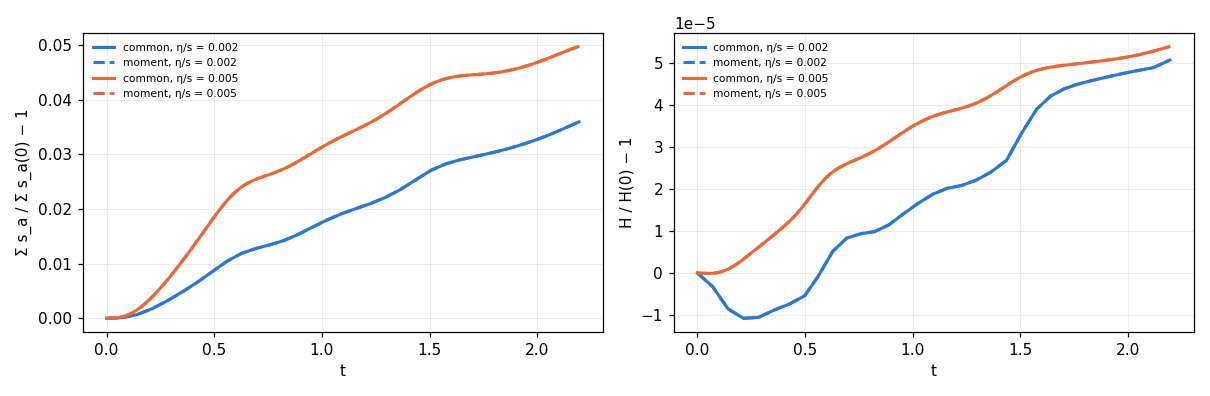 common, η/s = 0.002
moment, η/s = 0.002
common, η/s = 0.005
moment, η/s = 0.005
Σ s_a / Σ s_a(0) − 1
0.05
0.04
0.03
0.02
0.01
0.00
0.0
0.5
1.0
1.5
2.0
t
1e−5
common, η/s = 0.002
moment, η/s = 0.002
common, η/s = 0.005
moment, η/s = 0.005
H / H(0) − 1
5
4
3
2
1
0
−1
0.0
0.5
1.0
1.5
2.0
t